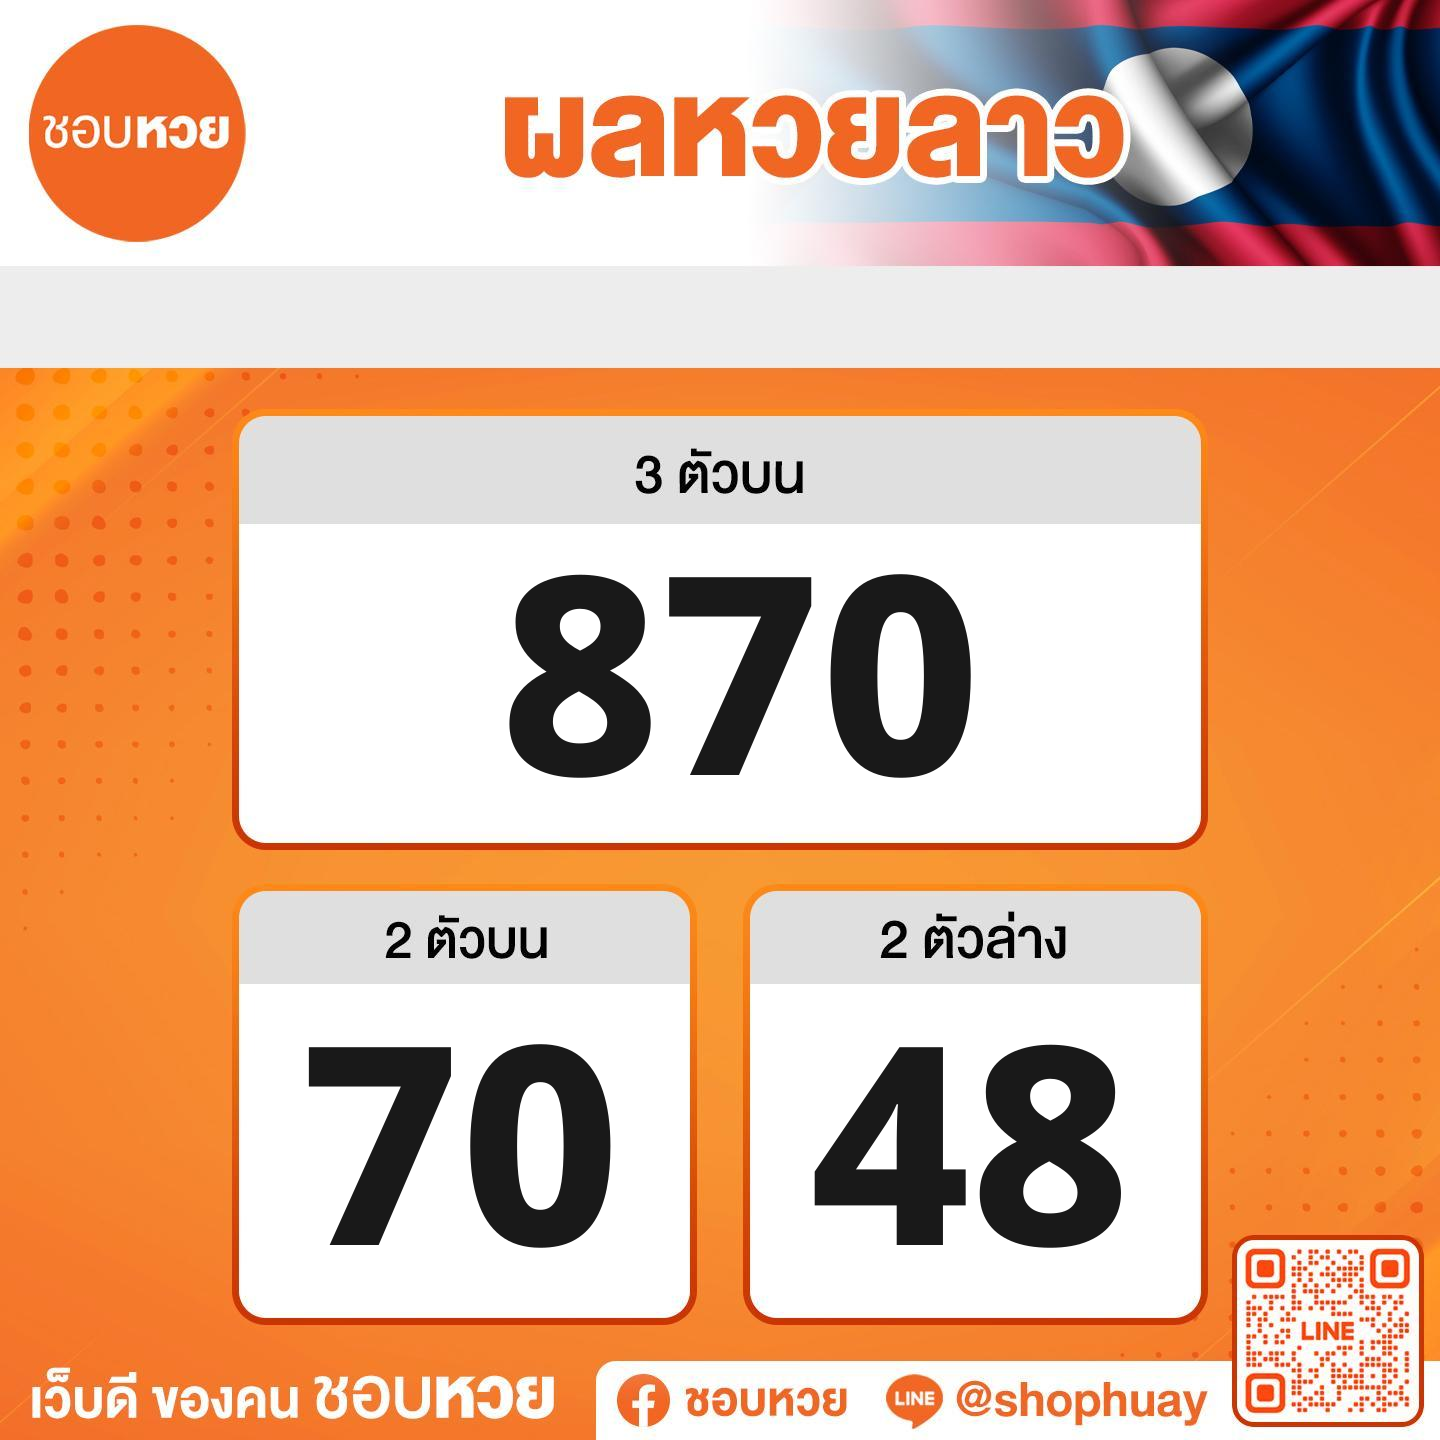 ชอบหวย
ผลหวยลาว
3 ตัวบน
870
2 ตัวบน
70
2 ตัวล่าง
48
LINE
เว็บดี ของคน ชอบหวย
ชอบหวย
LINE @shophuay